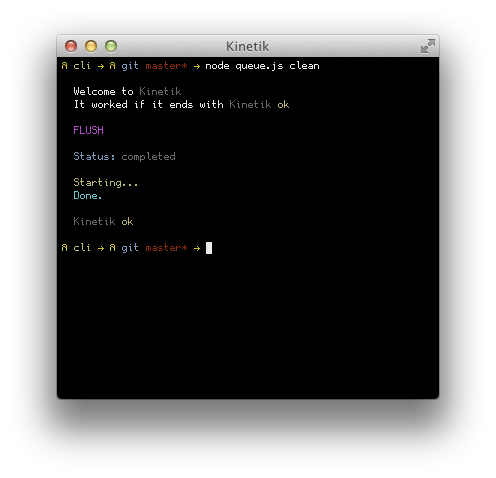 Kinetik
A cli → A git master* → node queue.js clean
Welcome to Kinetik
It worked if it ends with Kinetik ok
FLUSH
Status: completed
Starting...
Done.
Kinetik ok
A cli → A git master* →